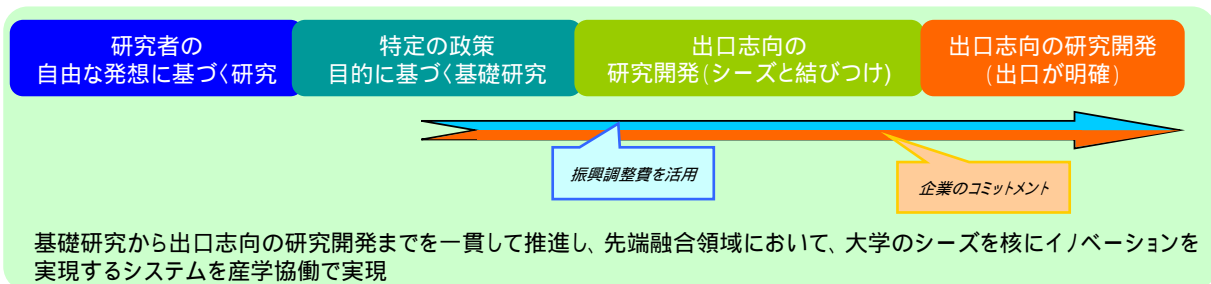 研究者の
自由な発想に基づく研究
特定の政策
目的に基づく基礎研究
出口志向の
研究開発(シーズと結びつけ)
出口志向の研究開発
(出口が明確)
振興調整費を活用
企業のコミットメント
基礎研究から出口志向の研究開発までを一貫して推進し、先端融合領域において、大学のシーズを核にイノベーションを
実現するシステムを産学協働で実現